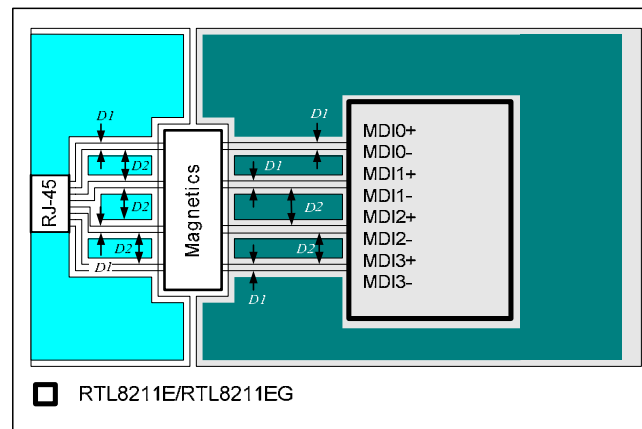 D1
D1
MDI0+
MDI0-
D2
D1
MDI1+
MDI1-
RJ-45
Magnetics
D2
MDI2+
D2
D2
MDI2-
D1
MDI3+
MDI3-
D1
RTL8211E/RTL8211EG